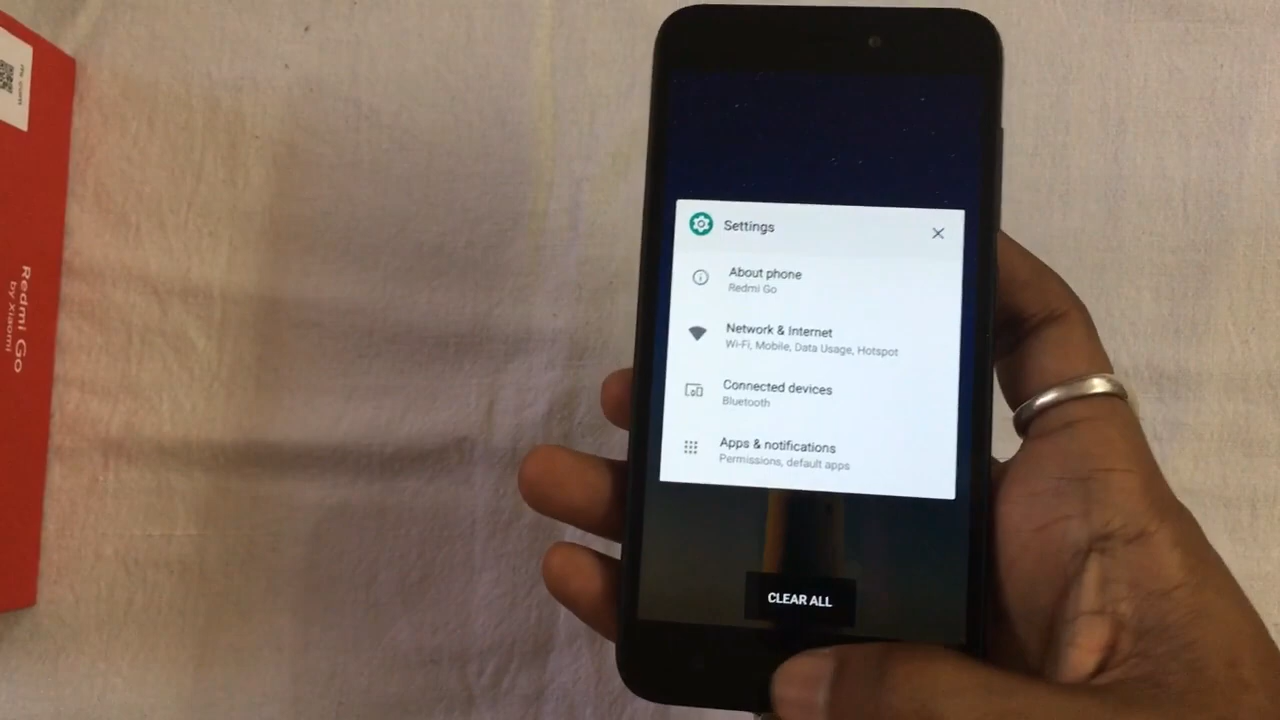 Redmi Go
by Xiaomi
Settings
About phone
Redmi Go
Network & Internet
Wi-Fi, Mobile, Data Usage, Hotspot
Connected devices
Bluetooth
Apps & notifications
Permissions, default apps
CLEAR ALL